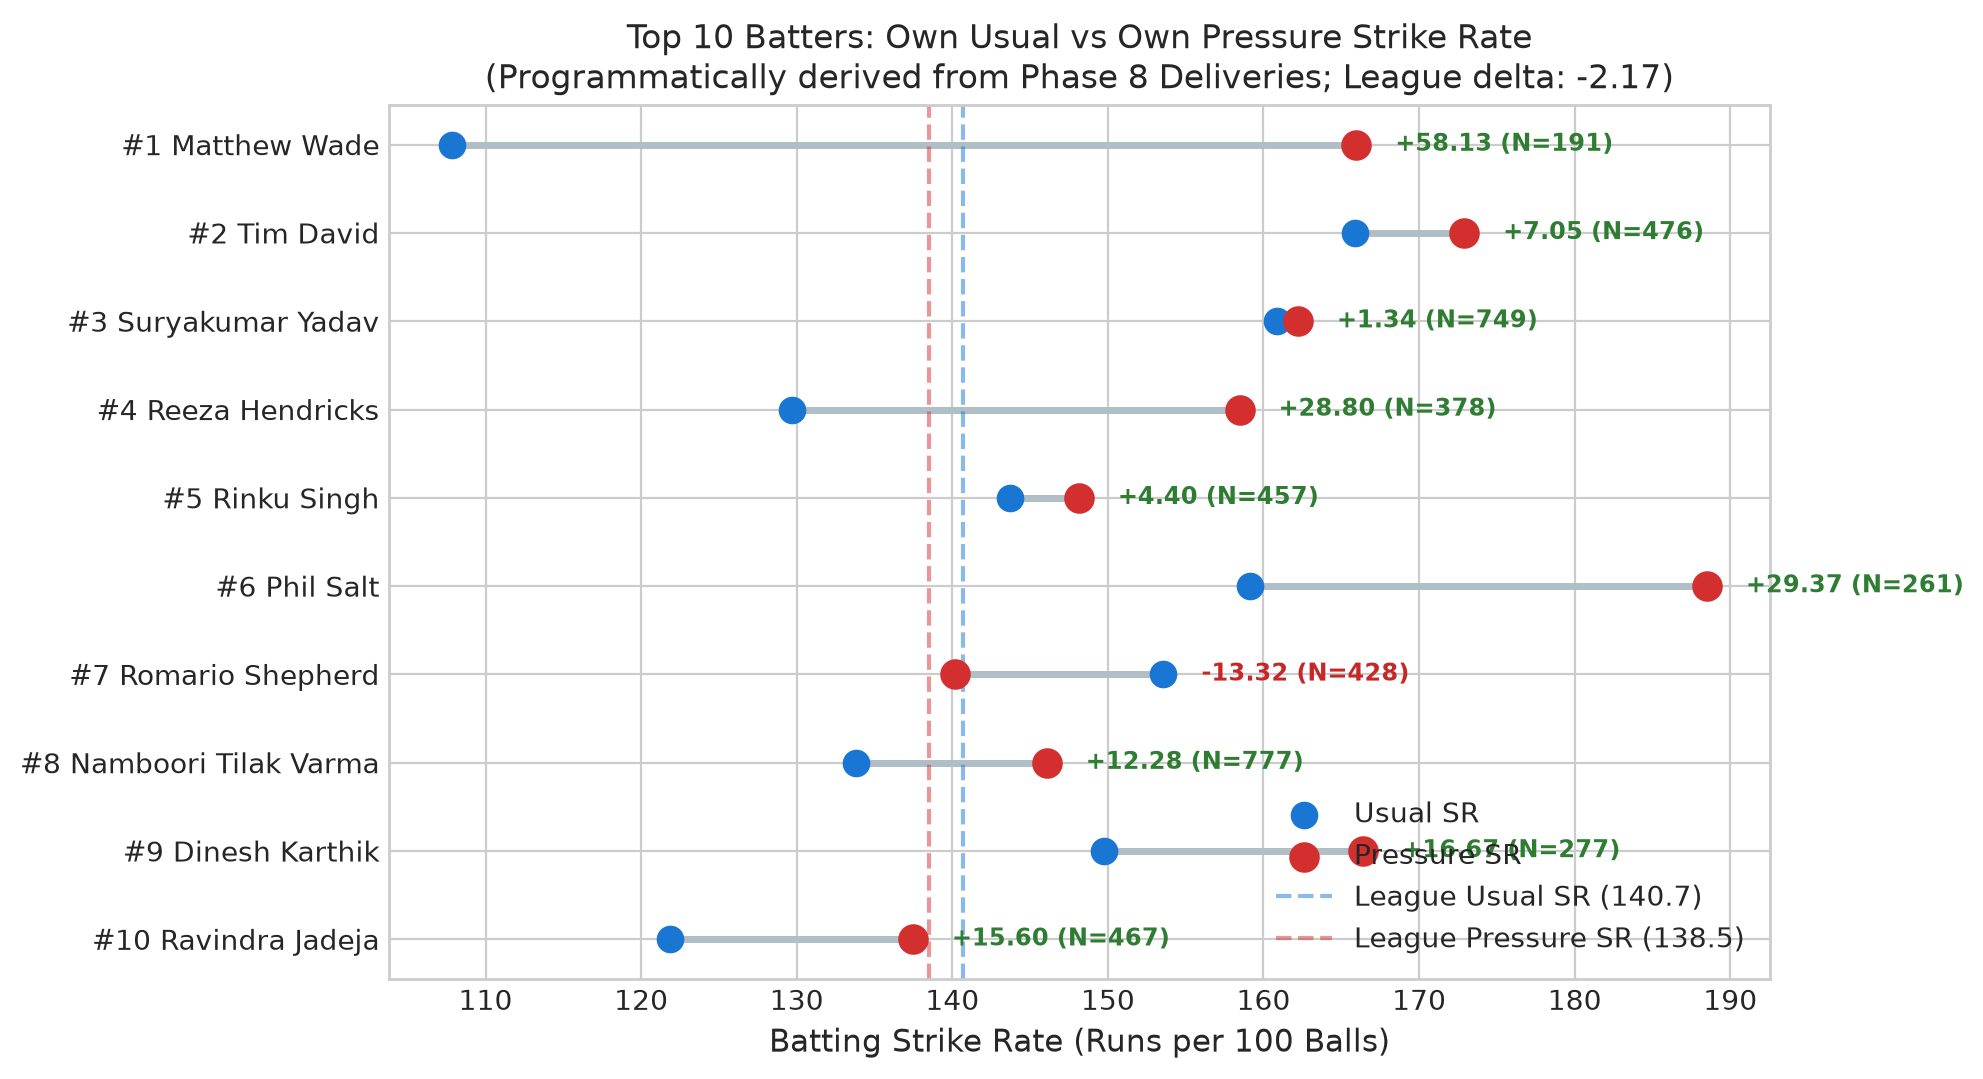 Top 10 Batters: Own Usual vs Own Pressure Strike Rate
(Programmatically derived from Phase 8 Deliveries; League delta: -2.17)
#1 Matthew Wade
+58.13 (N=191)
#2 Tim David
+7.05 (N=476)
#3 Suryakumar Yadav
+1.34 (N=749)
#4 Reeza Hendricks
+28.80 (N=378)
#5 Rinku Singh
+4.40 (N=457)
#6 Phil Salt
+29.37 (N=261)
#7 Romario Shepherd
-13.32 (N=428)
#8 Namboori Tilak Varma
+12.28 (N=777)
#9 Dinesh Karthik
+16.67 (N=277)
#10 Ravindra Jadeja
+15.60 (N=467)
Usual SR
Pressure SR
League Usual SR (140.7)
League Pressure SR (138.5)
110 120 130 140 150 160 170 180 190
Batting Strike Rate (Runs per 100 Balls)